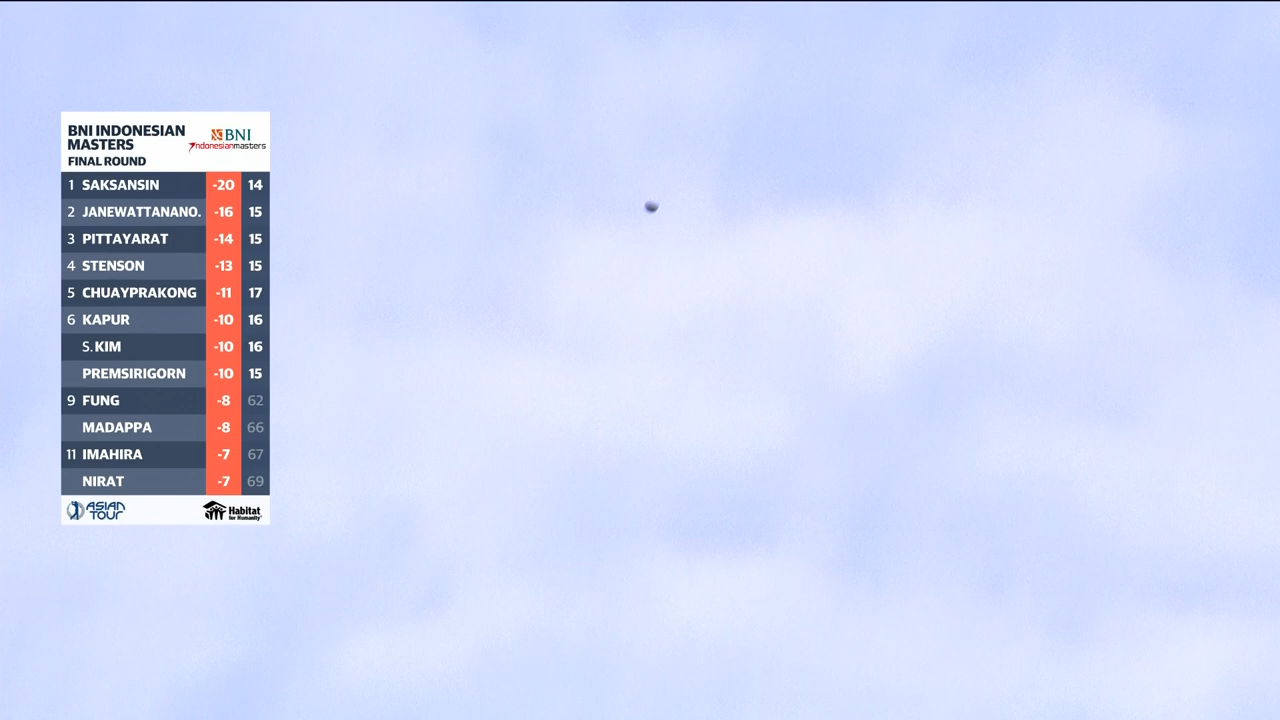 BNI INDONESIAN
MASTERS
FINAL ROUND
BNI
Indonesianmasters
1 SAKSANSIN -20 14
2 JANEWATTANANO. -16 15
3 PITTAYARAT -14 15
4 STENSON -13 15
5 CHUAYPRAKONG -11 17
6 KAPUR -10 16
S. KIM -10 16
PREMSIRIGORN -10 15
9 FUNG -8 62
MADAPPA -8 66
11 IMAHIRA -7 67
NIRAT -7 69
ASIAN
TOUR
Habitat
for Humanity®